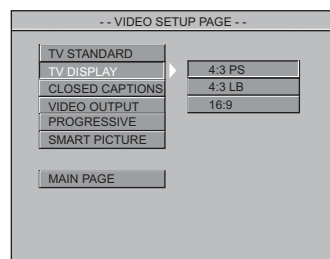 - - VIDEO SETUP PAGE - -
TV STANDARD
TV DISPLAY
4:3 PS
CLOSED CAPTIONS
4:3 LB
VIDEO OUTPUT
16:9
PROGRESSIVE
SMART PICTURE
MAIN PAGE